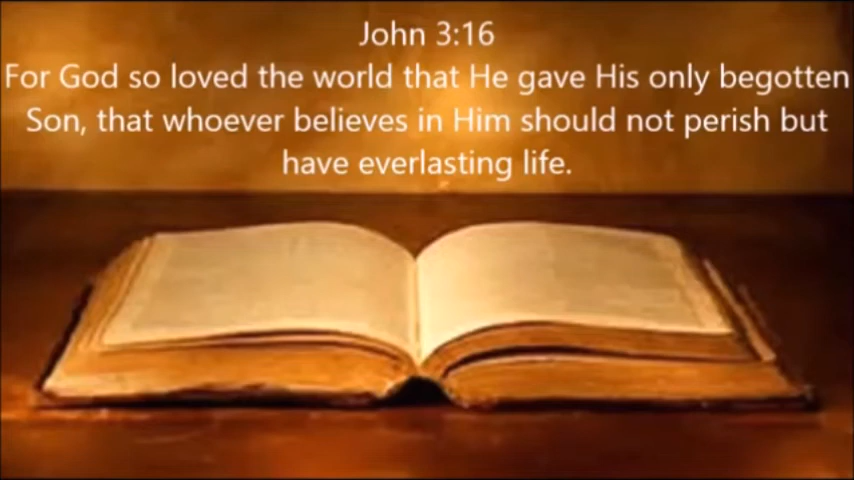 John 3:16
For God so loved the world that He gave His only begotten
Son, that whoever believes in Him should not perish but
have everlasting life.